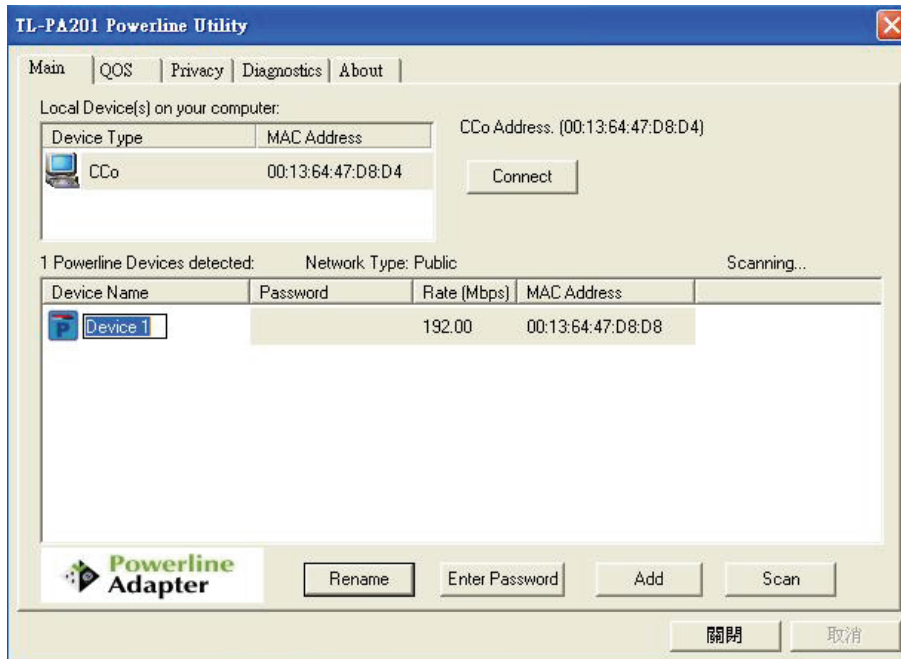 TL-PA201 Powerline Utility
Main QOS Privacy Diagnostics About
Local Device(s) on your computer:
Device Type MAC Address
CCo 00:13:64:47:D8:D4
CCo Address. (00:13:64:47:D8:D4)
Connect
1 Powerline Devices detected: Network Type: Public Scanning...
Device Name Password Rate (Mbps) MAC Address
P Device 1 192.00 00:13:64:47:D8:D8
Powerline
Adapter
Rename Enter Password Add Scan
關閉 取消